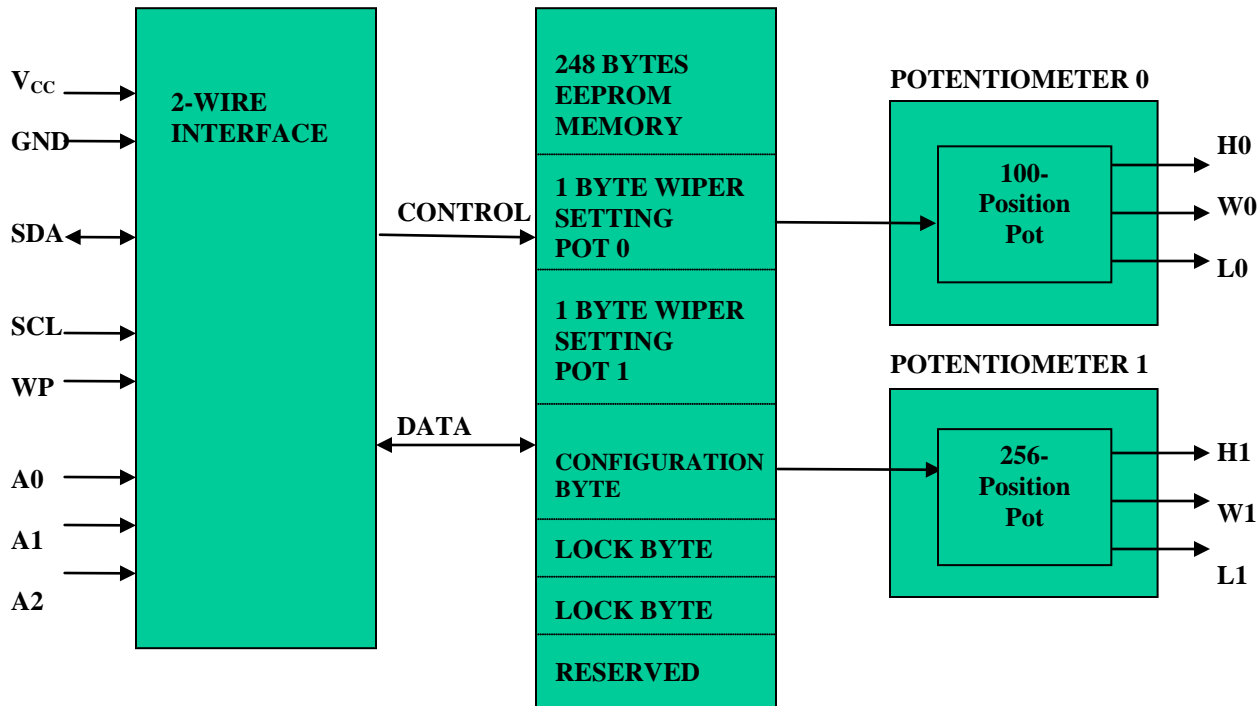 V_CC
GND
SDA
SCL
WP
A0
A1
A2
2-WIRE
INTERFACE
CONTROL
DATA
248 BYTES
EEPROM
MEMORY
1 BYTE WIPER
SETTING
POT 0
1 BYTE WIPER
SETTING
POT 1
CONFIGURATION
BYTE
LOCK BYTE
LOCK BYTE
RESERVED
POTENTIOMETER 0
100-
Position
Pot
H0
W0
L0
POTENTIOMETER 1
256-
Position
Pot
H1
W1
L1